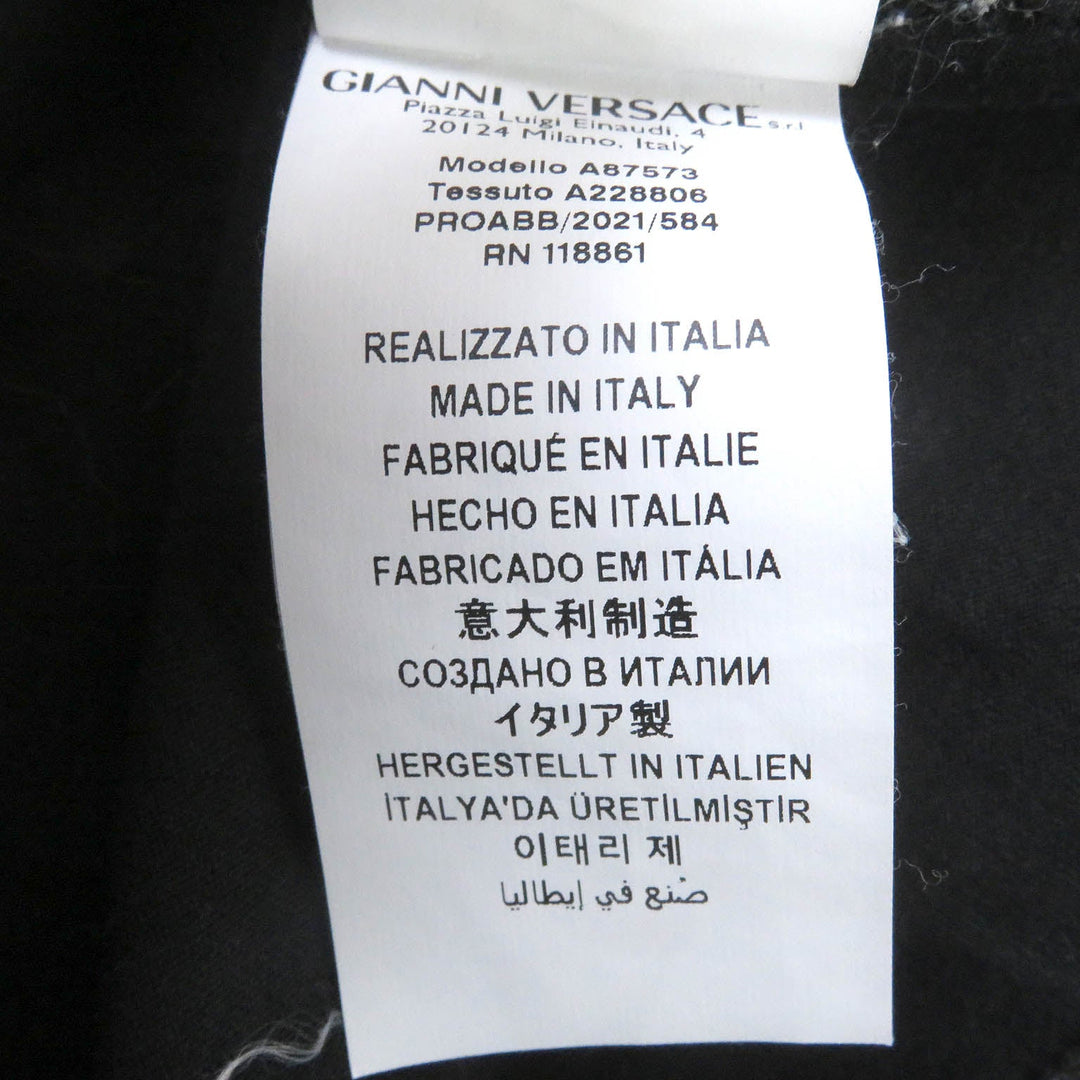 GIANNI VERSACE s.r.l
Piazza Luigi Einaudi, 4
20124 Milano, Italy
Modello A87573
Tessuto A228806
PROABB/2021/584
RN 118861
REALIZZATO IN ITALIA
MADE IN ITALY
FABRIQUÉ EN ITALIE
HECHO EN ITALIA
FABRICADO EM ITÁLIA
意大利制造
СОЗДАНО В ИТАЛИИ
イタリア製
HERGESTELLT IN ITALIEN
İTALYA'DA ÜRETİLMİŞTİR
이태리 제
صُنع في إيطاليا